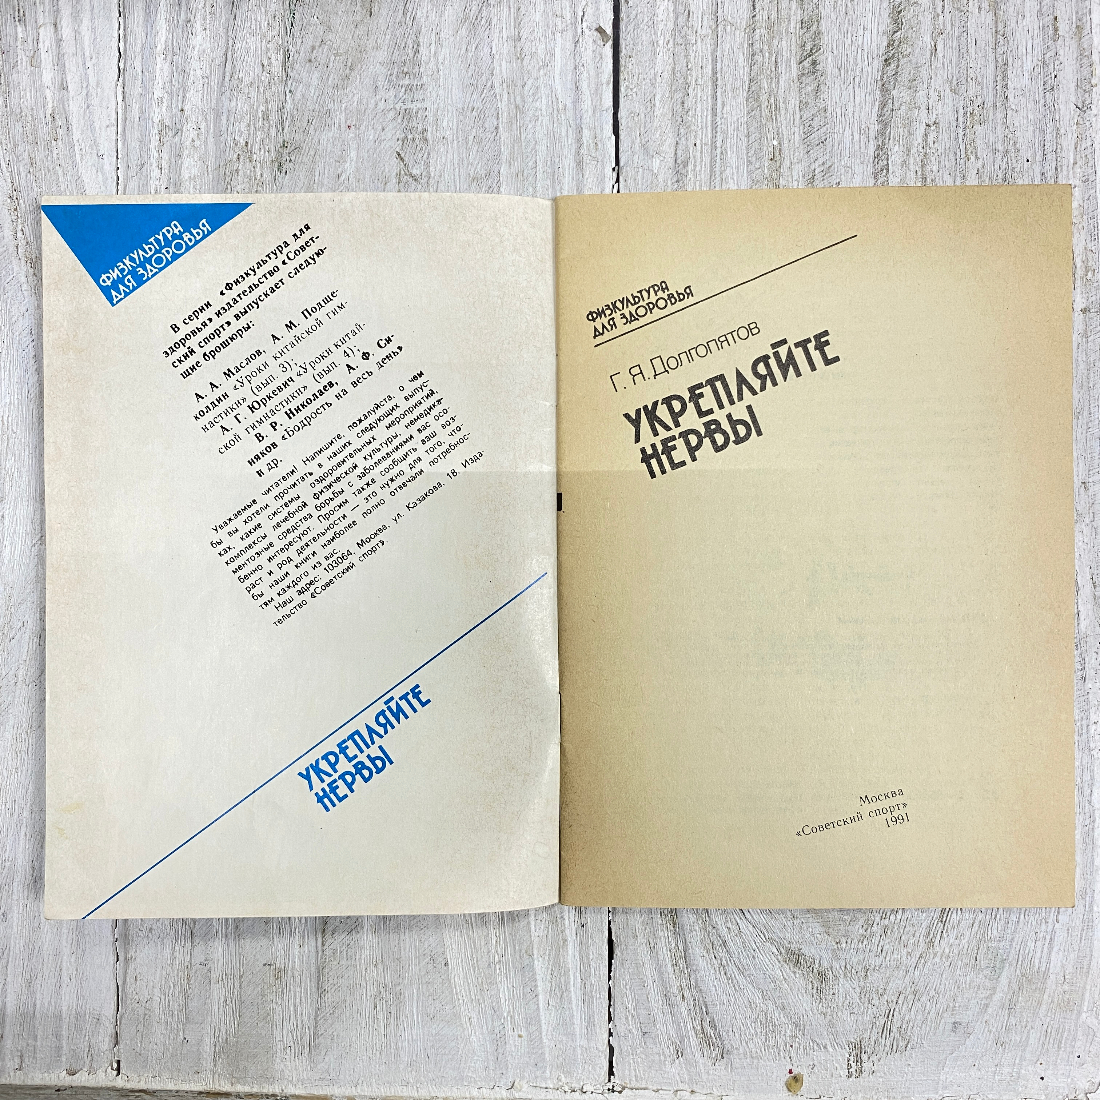 ФИЗКУЛЬТУРА
ДЛЯ ЗДОРОВЬЯ
В серии «Физкультура для
здоровья» издательство «Совет-
ский спорт» выпускает следую-
щие брошюры:
А. А. Маслов, А. М. Подще-
колдин «Уроки китайской гим-
настики» (вып. 3);
А. Г. Юркевич «Уроки китай-
ской гимнастики» (вып. 4);
В. Р. Николаев, А. Ф. Си-
няков «Бодрость на весь день»
и др.
Уважаемые читатели! Напишите, пожалуйста, о чем
бы вы хотели прочитать в наших следующих выпус-
ках, какие системы оздоровительных мероприятий,
комплексы лечебной физической культуры, немедика-
ментозные средства борьбы с заболеваниями вас осо-
бенно интересуют. Просим также сообщить ваш воз-
раст и род деятельности — это нужно для того, что-
бы наши книги наиболее полно отвечали потребнос-
тям каждого из вас.
Наш адрес: 103064, Москва, ул. Казакова, 18, Изда-
тельство «Советский спорт»
УКРЕПЛЯЙТЕ
НЕРВЫ
ФИЗКУЛЬТУРА
ДЛЯ ЗДОРОВЬЯ
Г. Я. Долгопятов
УКРЕПЛЯЙТЕ
НЕРВЫ
Москва
«Советский спорт»
1991